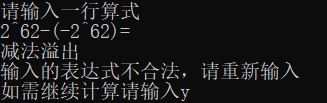 请输入一行算式
2^62-(-2^62)=
减法溢出
输入的表达式不合法，请重新输入
如需继续计算请输入y